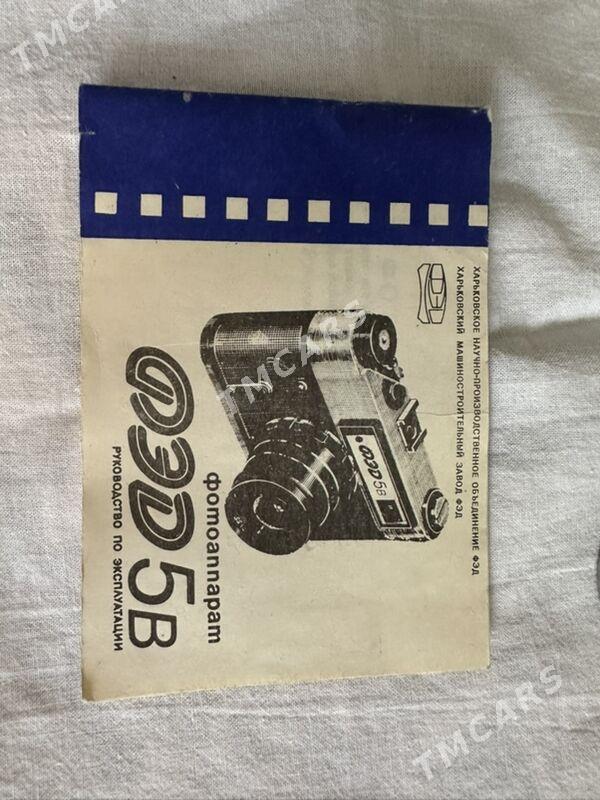 ХАРЬКОВСКОЕ НАУЧНО-ПРОИЗВОДСТВЕННОЕ ОБЪЕДИНЕНИЕ ФЭД
ХАРЬКОВСКИЙ МАШИНОСТРОИТЕЛЬНЫЙ ЗАВОД ФЭД
ФЭД
ФЭД 5В
фотоаппарат
ФЭД 5В
РУКОВОДСТВО ПО ЭКСПЛУАТАЦИИ
TMCARS
TMCARS
TMCARS